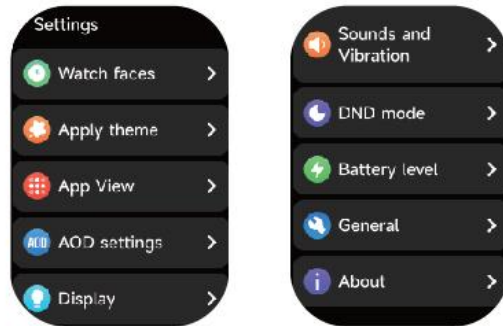 Settings
Watch faces
Apply theme
App View
AOD AOD settings
Display
Sounds and
Vibration
DND mode
Battery level
General
i About